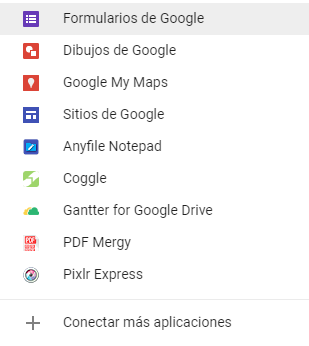 Formularios de Google
Dibujos de Google
Google My Maps
Sitios de Google
Anyfile Notepad
Coggle
Gantter for Google Drive
PDF Mergy
Pixlr Express
Conectar más aplicaciones